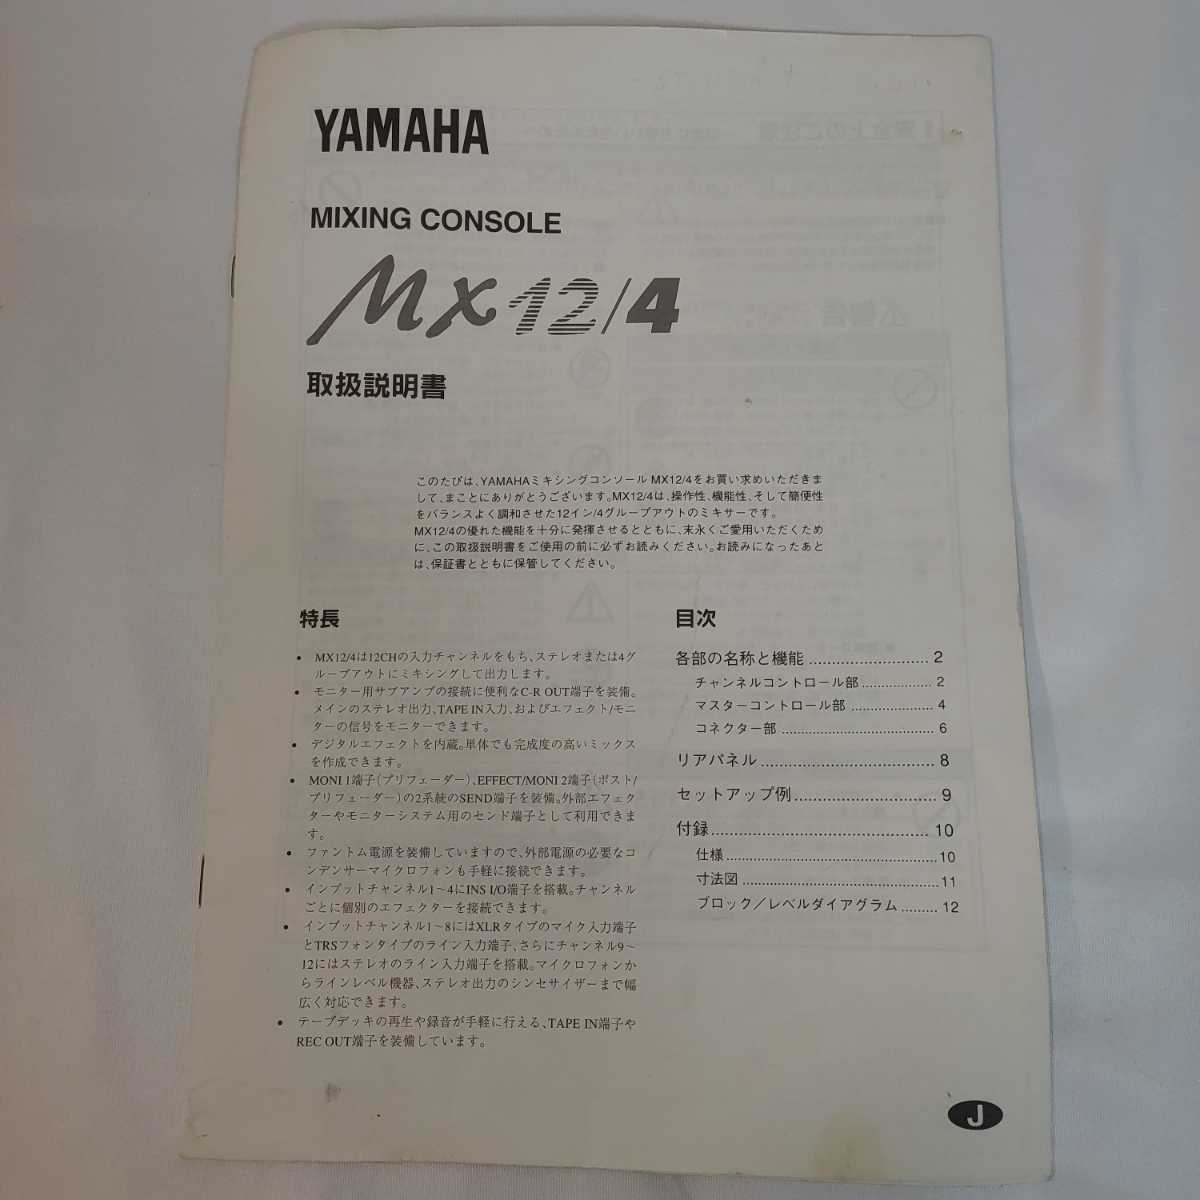 YAMAHA
MIXING CONSOLE
MX12/4
取扱説明書
このたびは、YAMAHAミキシングコンソール MX12/4をお買い求めいただきま
して、まことにありがとうございます。MX12/4は、操作性、機能性、そして簡便性
をバランスよく調和させた12イン/4グループアウトのミキサーです。
MX12/4の優れた機能を十分に発揮させるとともに、末永くご愛用いただくため
に、この取扱説明書をご使用の前に必ずお読みください。お読みになったあと
は、保証書とともに保管してください。
特長
• MX12/4は12CHの入力チャンネルをもち、ステレオまたは4グ
ループアウトにミキシングして出力します。
• モニター用サブアンプの接続に便利なC-R OUT端子を装備。
メインのステレオ出力、TAPE IN入力、およびエフェクト/モニ
ターの信号をモニターできます。
• デジタルエフェクトを内蔵。単体でも完成度の高いミックス
を作成できます。
• MONI 1端子(プリフェーダー)、EFFECT/MONI 2端子(ポスト/
プリフェーダー)の2系統のSEND端子を装備。外部エフェク
ターやモニターシステム用のセンド端子として利用できま
す。
• ファントム電源を装備していますので、外部電源の必要なコ
ンデンサーマイクロフォンも手軽に接続できます。
• インプットチャンネル1〜4にINS I/O端子を搭載。チャンネル
ごとに個別のエフェクターを接続できます。
• インプットチャンネル1〜8にはXLRタイプのマイク入力端子
とTRSフォンタイプのライン入力端子、さらにチャンネル9〜
12にはステレオのライン入力端子を搭載。マイクロフォンか
らラインレベル機器、ステレオ出力のシンセサイザーまで幅
広く対応できます。
• テープデッキの再生や録音が手軽に行える、TAPE IN端子や
REC OUT端子を装備しています。
目次
各部の名称と機能 ......................... 2
チャンネルコントロール部 .................. 2
マスターコントロール部 ..................... 4
コネクター部 ....................................... 6
リアパネル ..................................... 8
セットアップ例 .............................. 9
付録 .............................................. 10
仕様 ...................................................... 10
寸法図 .................................................. 11
ブロック／レベルダイアグラム ......... 12
J